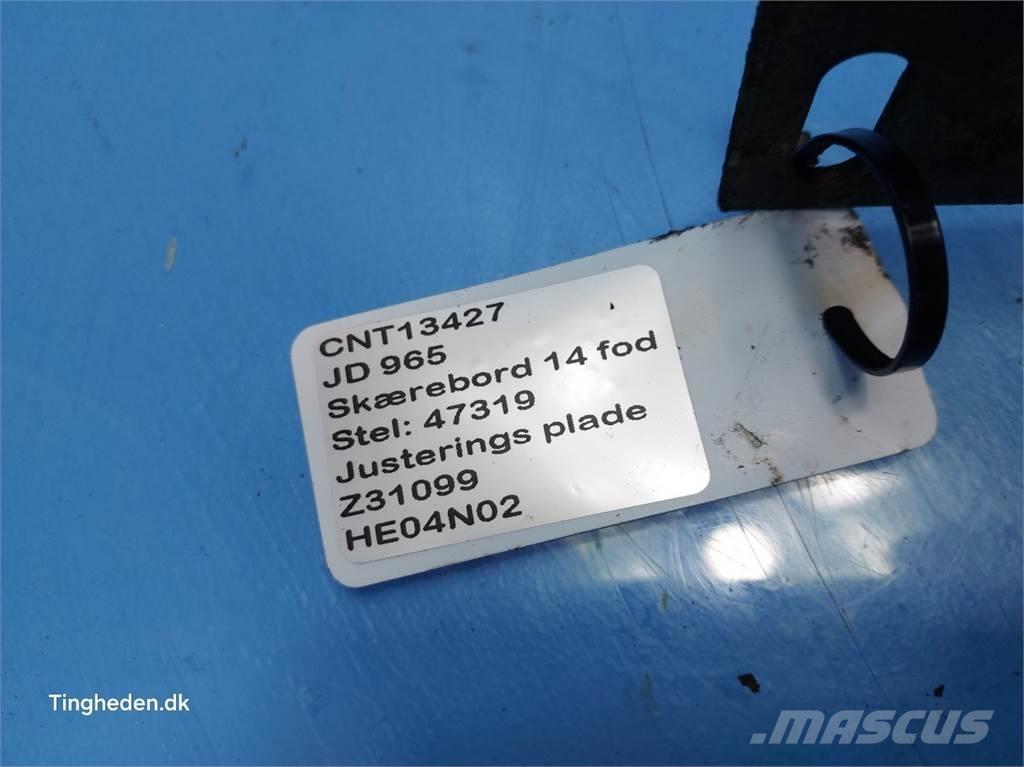 CNT13427
JD 965
Skærebord 14 fod
Stel: 47319
Justerings plade
Z31099
HE04N02
Tingheden.dk
MASCUS